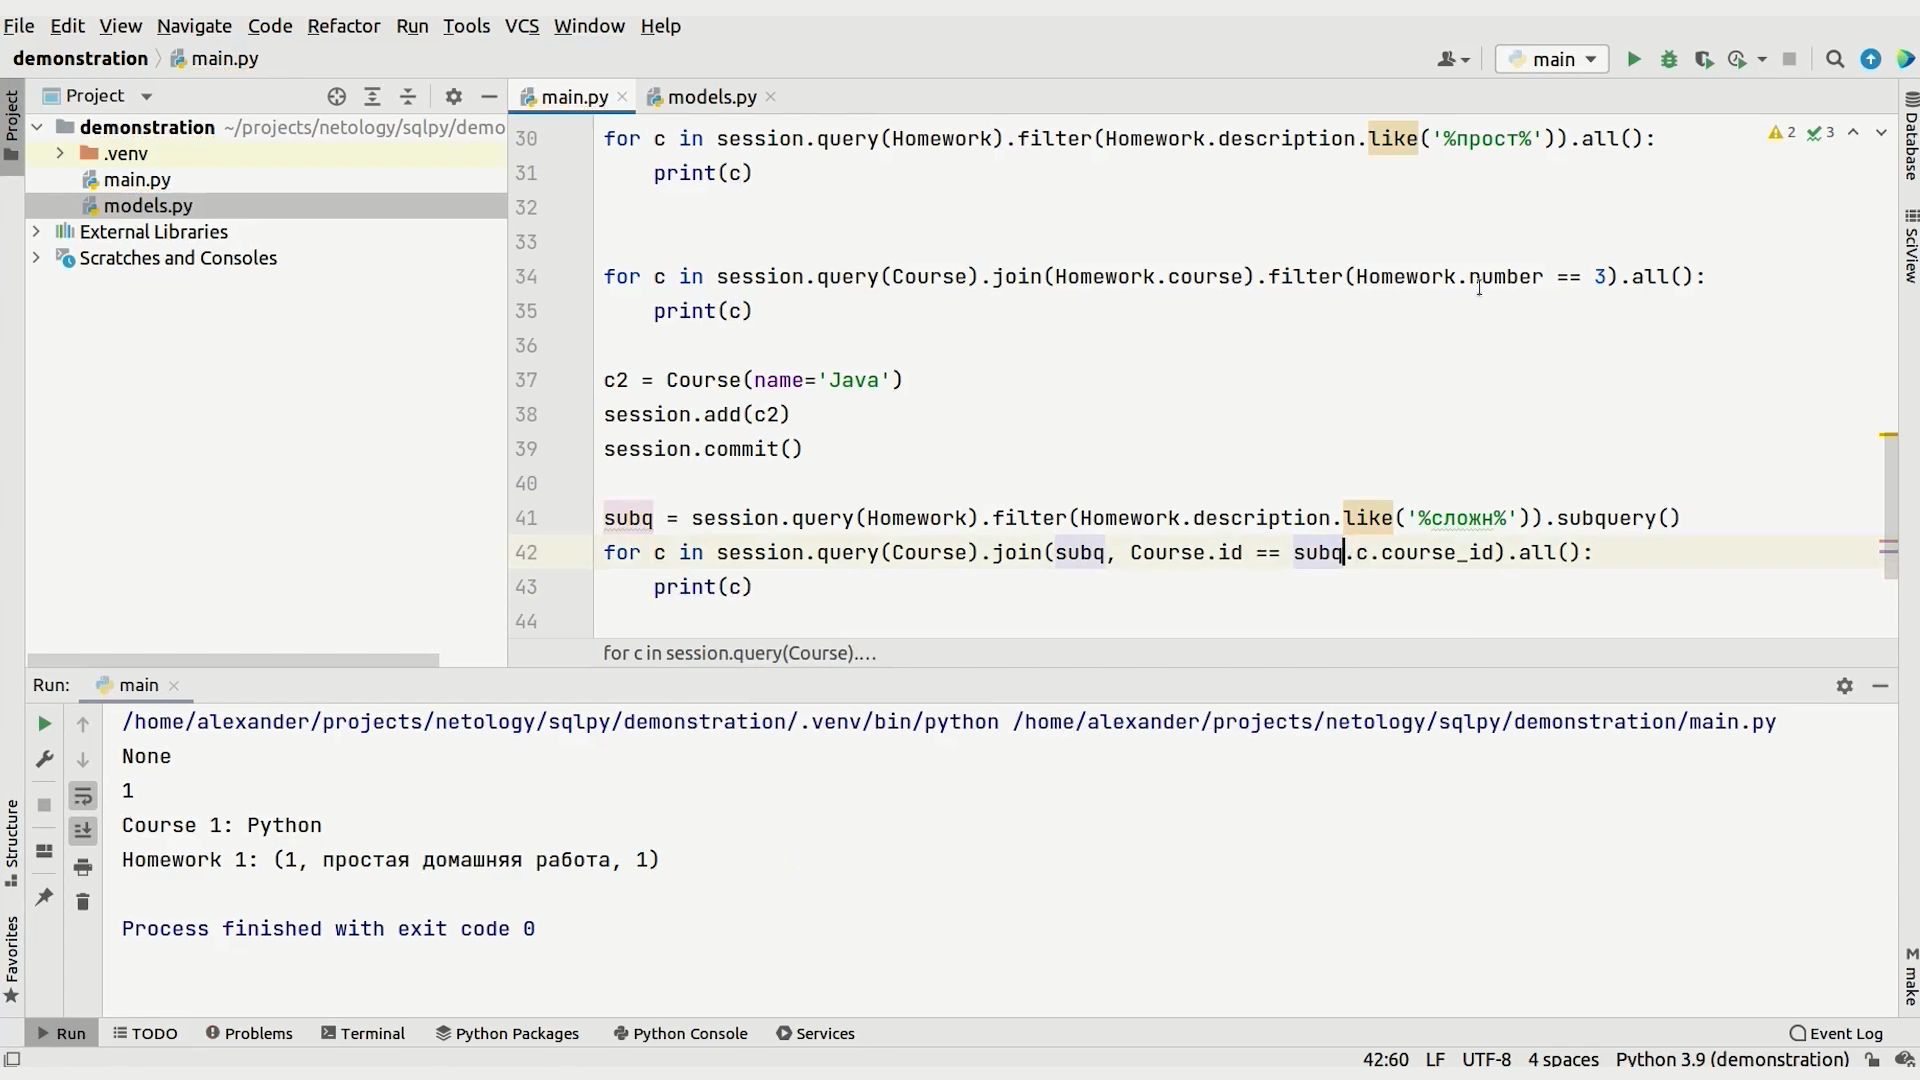 File Edit View Navigate Code Refactor Run Tools VCS Window Help
demonstration main.py
main
Project
main.py
models.py
demonstration ~/projects/netology/sqlpy/demo
.venv
main.py
models.py
External Libraries
Scratches and Consoles
30 for c in session.query(Homework).filter(Homework.description.like('%прост%')).all():
31 print(c)
32
33
34 for c in session.query(Course).join(Homework.course).filter(Homework.number == 3).all():
35 print(c)
36
37 c2 = Course(name='Java')
38 session.add(c2)
39 session.commit()
40
41 subq = session.query(Homework).filter(Homework.description.like('%сложн%')).subquery()
42 for c in session.query(Course).join(subq, Course.id == subq.c.course_id).all():
43 print(c)
44
for c in session.query(Course)....
2 3
Project
Structure
Favorites
Database
SciView
make
Run: main
/home/alexander/projects/netology/sqlpy/demonstration/.venv/bin/python /home/alexander/projects/netology/sqlpy/demonstration/main.py
None
1
Course 1: Python
Homework 1: (1, простая домашняя работа, 1)
Process finished with exit code 0
Run TODO Problems Terminal Python Packages Python Console Services Event Log
42:60 LF UTF-8 4 spaces Python 3.9 (demonstration)